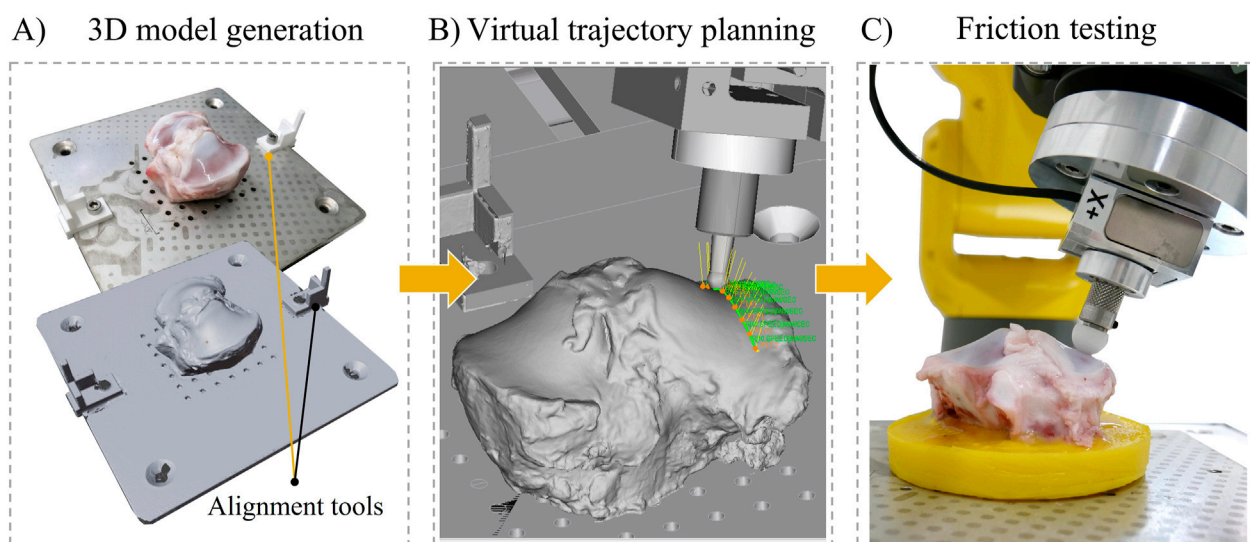 A) 3D model generation
B) Virtual trajectory planning
C) Friction testing
Alignment tools
+X